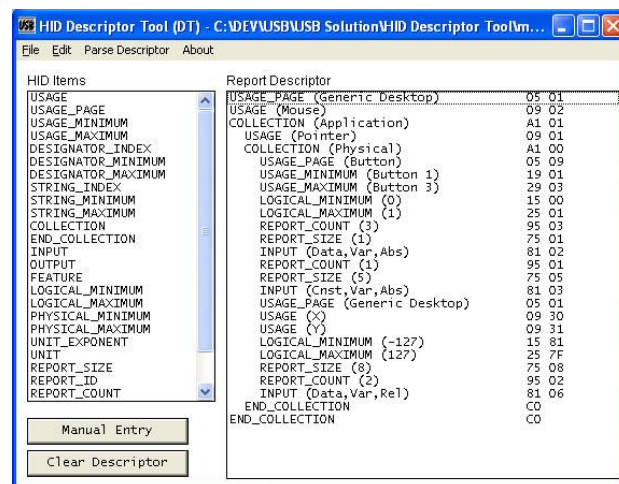 USB HID Descriptor Tool (DT) - C:\DEV\USB\USB Solution\HID Descriptor Tool\m...
File Edit Parse Descriptor About
HID Items
USAGE
USAGE_PAGE
USAGE_MINIMUM
USAGE_MAXIMUM
DESIGNATOR_INDEX
DESIGNATOR_MINIMUM
DESIGNATOR_MAXIMUM
STRING_INDEX
STRING_MINIMUM
STRING_MAXIMUM
COLLECTION
END_COLLECTION
INPUT
OUTPUT
FEATURE
LOGICAL_MINIMUM
LOGICAL_MAXIMUM
PHYSICAL_MINIMUM
PHYSICAL_MAXIMUM
UNIT_EXPONENT
UNIT
REPORT_SIZE
REPORT_ID
REPORT_COUNT
Manual Entry
Clear Descriptor
Report Descriptor
USAGE_PAGE (Generic Desktop) 05 01
USAGE (Mouse) 09 02
COLLECTION (Application) A1 01
USAGE (Pointer) 09 01
COLLECTION (Physical) A1 00
USAGE_PAGE (Button) 05 09
USAGE_MINIMUM (Button 1) 19 01
USAGE_MAXIMUM (Button 3) 29 03
LOGICAL_MINIMUM (0) 15 00
LOGICAL_MAXIMUM (1) 25 01
REPORT_COUNT (3) 95 03
REPORT_SIZE (1) 75 01
INPUT (Data,Var,Abs) 81 02
REPORT_COUNT (1) 95 01
REPORT_SIZE (5) 75 05
INPUT (Cnst,Var,Abs) 81 03
USAGE_PAGE (Generic Desktop) 05 01
USAGE (X) 09 30
USAGE (Y) 09 31
LOGICAL_MINIMUM (-127) 15 81
LOGICAL_MAXIMUM (127) 25 7F
REPORT_SIZE (8) 75 08
REPORT_COUNT (2) 95 02
INPUT (Data,Var,Rel) 81 06
END_COLLECTION C0
END_COLLECTION C0